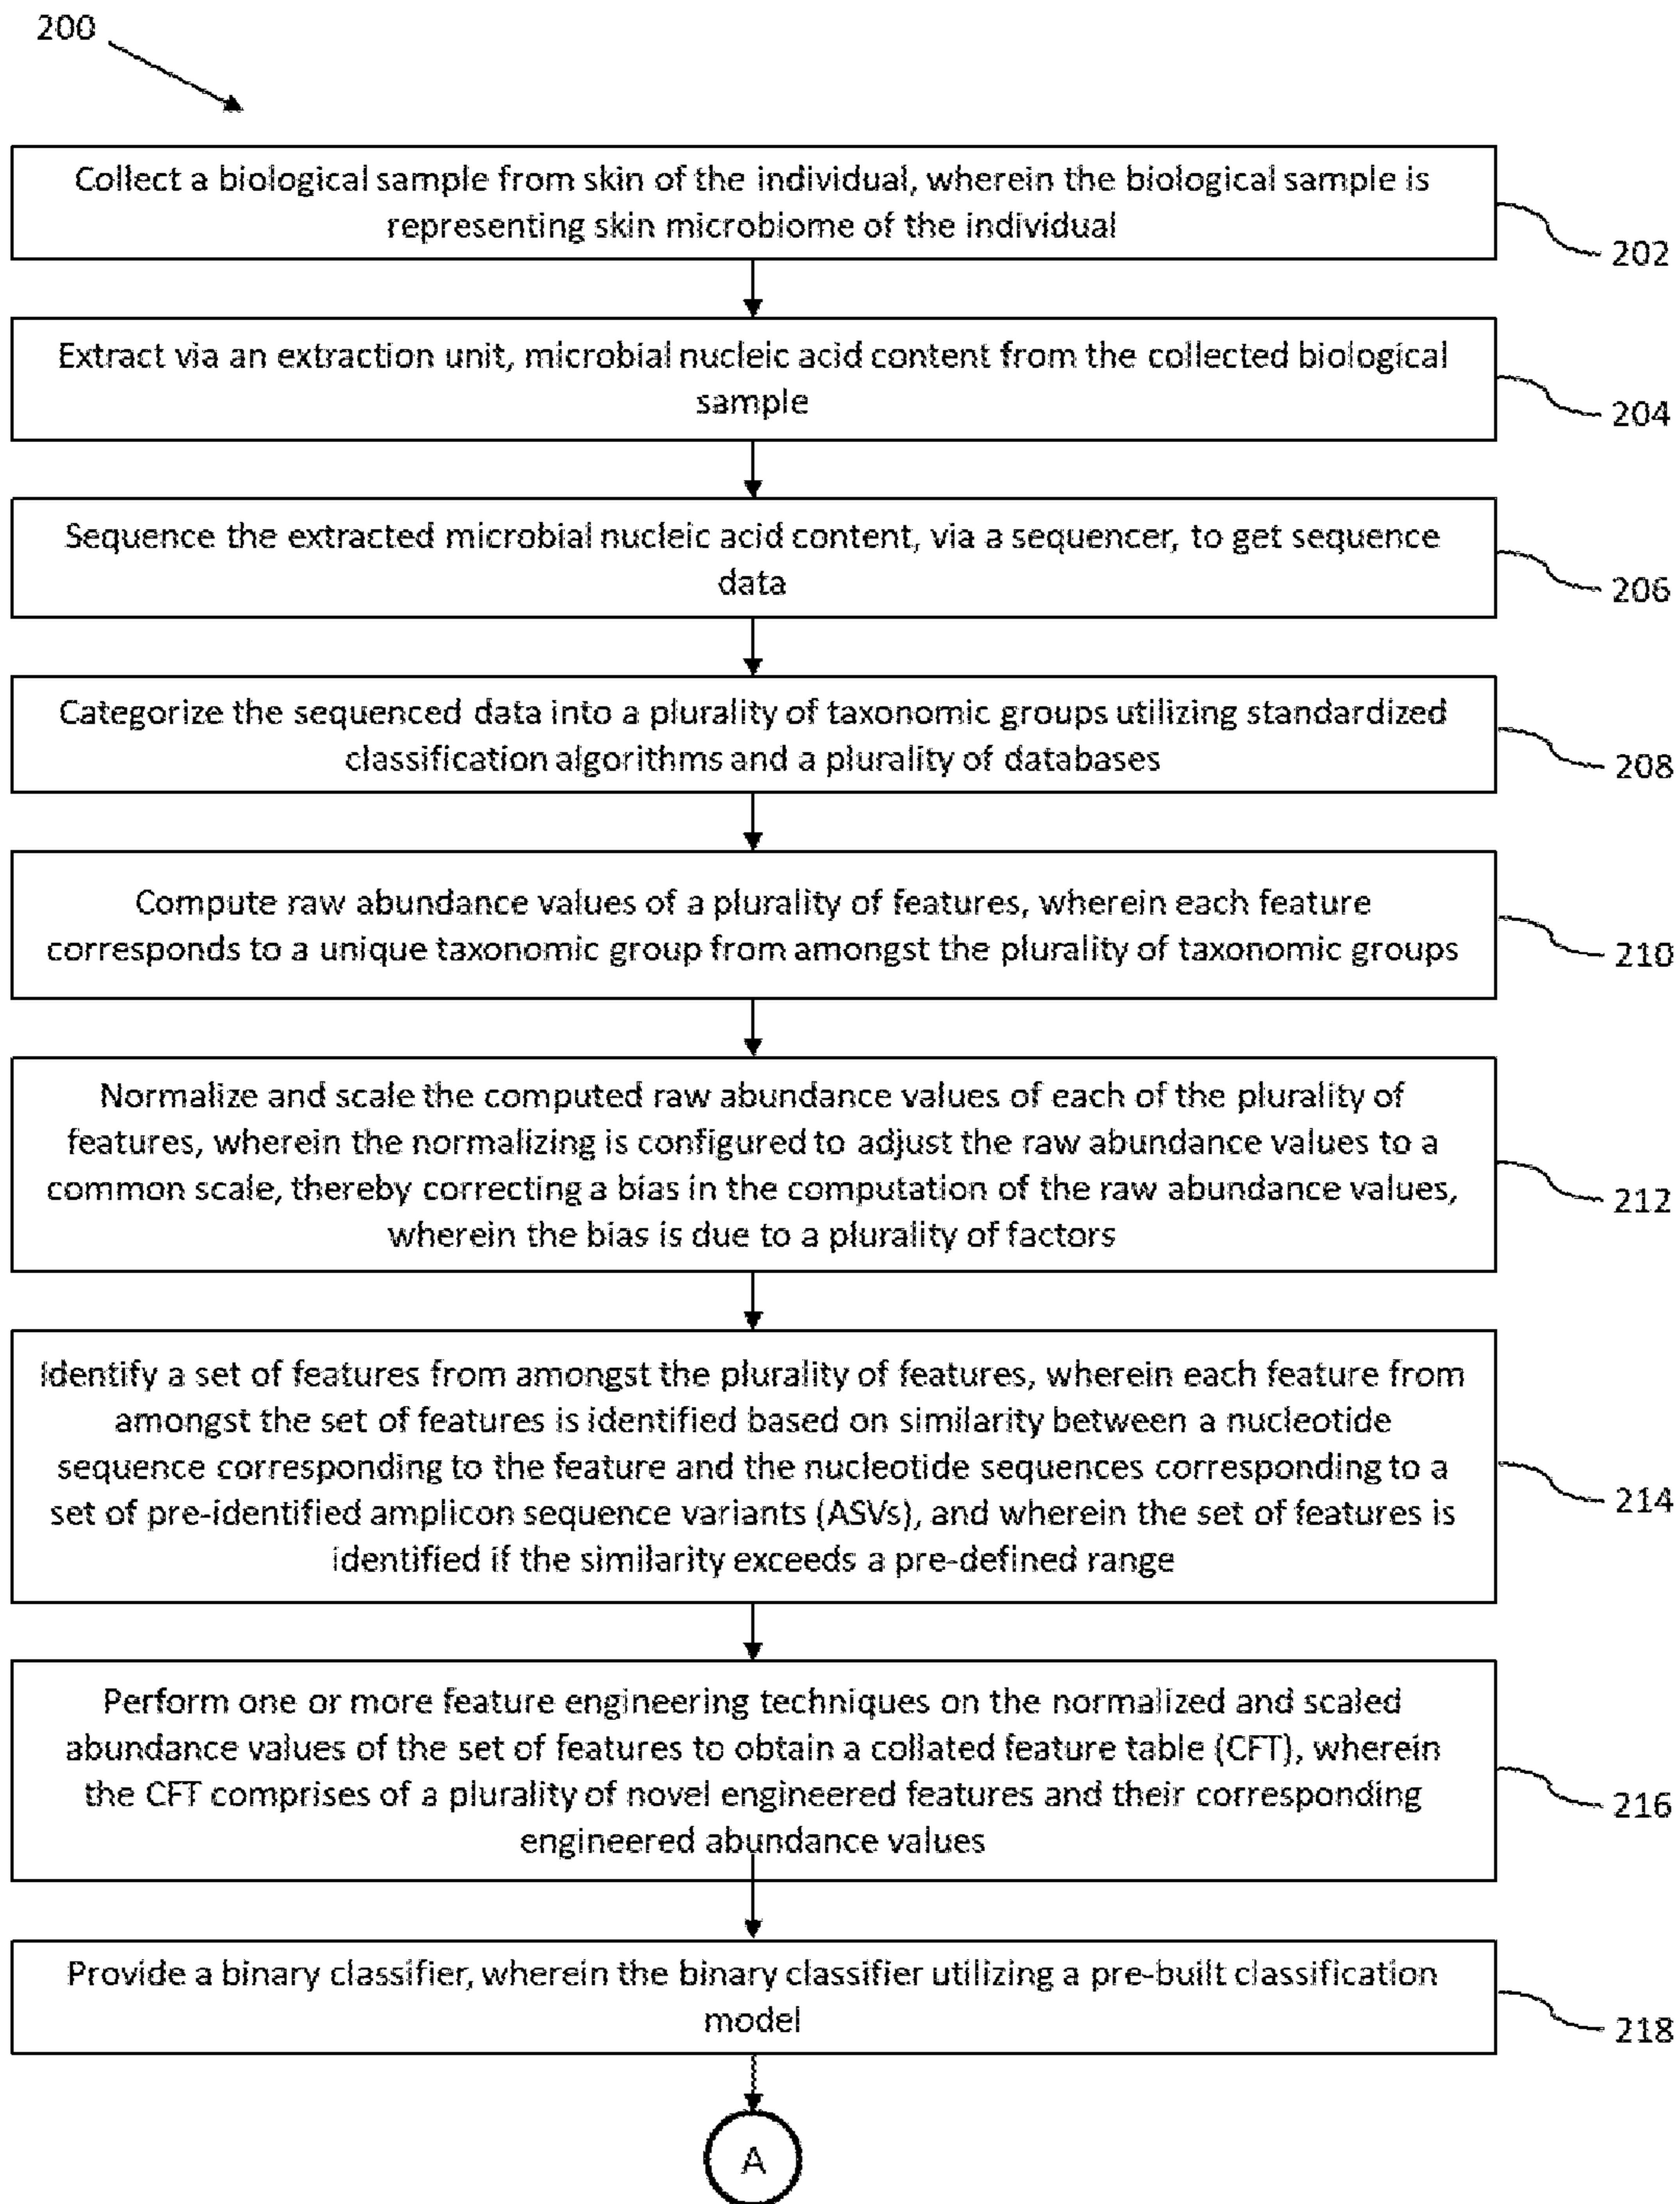 200
Collect a biological sample from skin of the individual, wherein the biological sample is
representing skin microbiome of the individual
202
Extract via an extraction unit, microbial nucleic acid content from the collected biological
sample
204
Sequence the extracted microbial nucleic acid content, via a sequencer, to get sequence
data
206
Categorize the sequenced data into a plurality of taxonomic groups utilizing standardized
classification algorithms and a plurality of databases
208
Compute raw abundance values of a plurality of features, wherein each feature
corresponds to a unique taxonomic group from amongst the plurality of taxonomic groups
210
Normalize and scale the computed raw abundance values of each of the plurality of
features, wherein the normalizing is configured to adjust the raw abundance values to a
common scale, thereby correcting a bias in the computation of the raw abundance values,
wherein the bias is due to a plurality of factors
212
Identify a set of features from amongst the plurality of features, wherein each feature from
amongst the set of features is identified based on similarity between a nucleotide
sequence corresponding to the feature and the nucleotide sequences corresponding to a
set of pre-identified amplicon sequence variants (ASVs), and wherein the set of features is
identified if the similarity exceeds a pre-defined range
214
Perform one or more feature engineering techniques on the normalized and scaled
abundance values of the set of features to obtain a collated feature table (CFT), wherein
the CFT comprises of a plurality of novel engineered features and their corresponding
engineered abundance values
216
Provide a binary classifier, wherein the binary classifier utilizing a pre-built classification
model
218
A